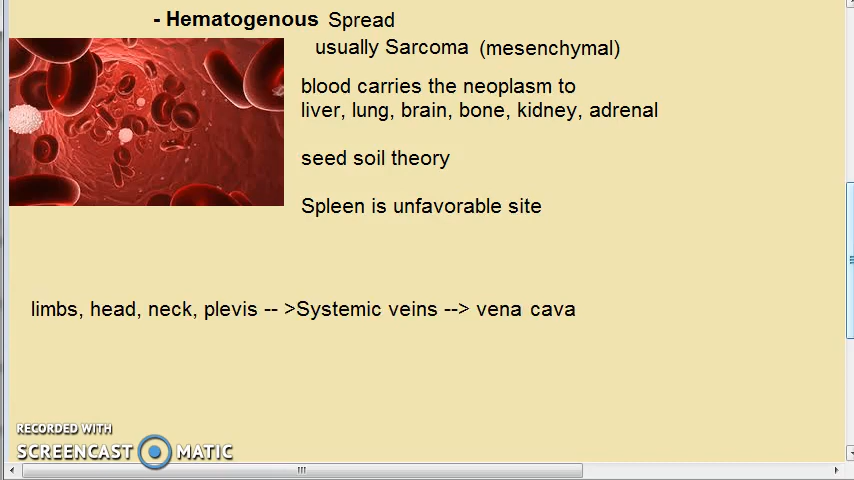 - Hematogenous Spread
usually Sarcoma (mesenchymal)
blood carries the neoplasm to
liver, lung, brain, bone, kidney, adrenal
seed soil theory
Spleen is unfavorable site
limbs, head, neck, plevis -- >Systemic veins --> vena cava
RECORDED WITH
SCREENCAST MATIC